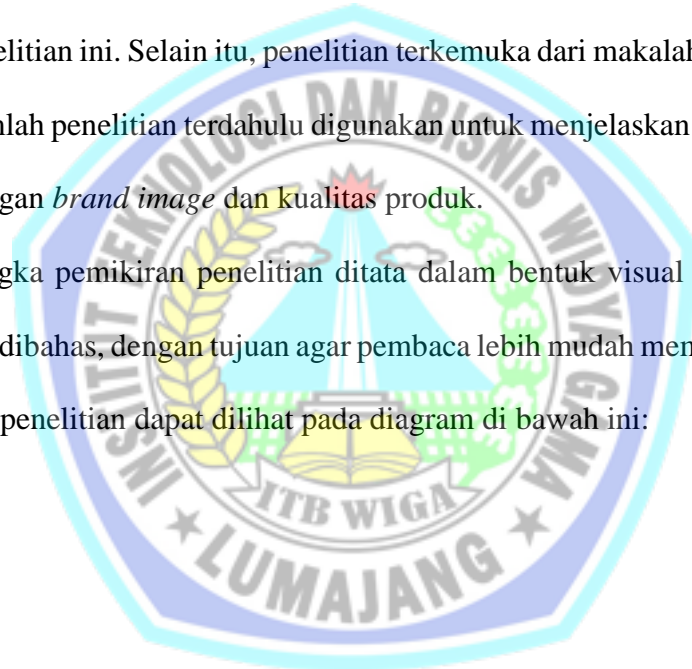 elitian ini. Selain itu, penelitian terkemuka dari makalah
nlah penelitian terdahulu digunakan untuk menjelaskan
gan brand image dan kualitas produk.
gka pemikiran penelitian ditata dalam bentuk visual
dibahas, dengan tujuan agar pembaca lebih mudah men
penelitian dapat dilihat pada diagram di bawah ini:
INSTITUT TEKNOLOGI DAN BISNIS WIDYA GAMA
ITB WIGA
LUMAJANG